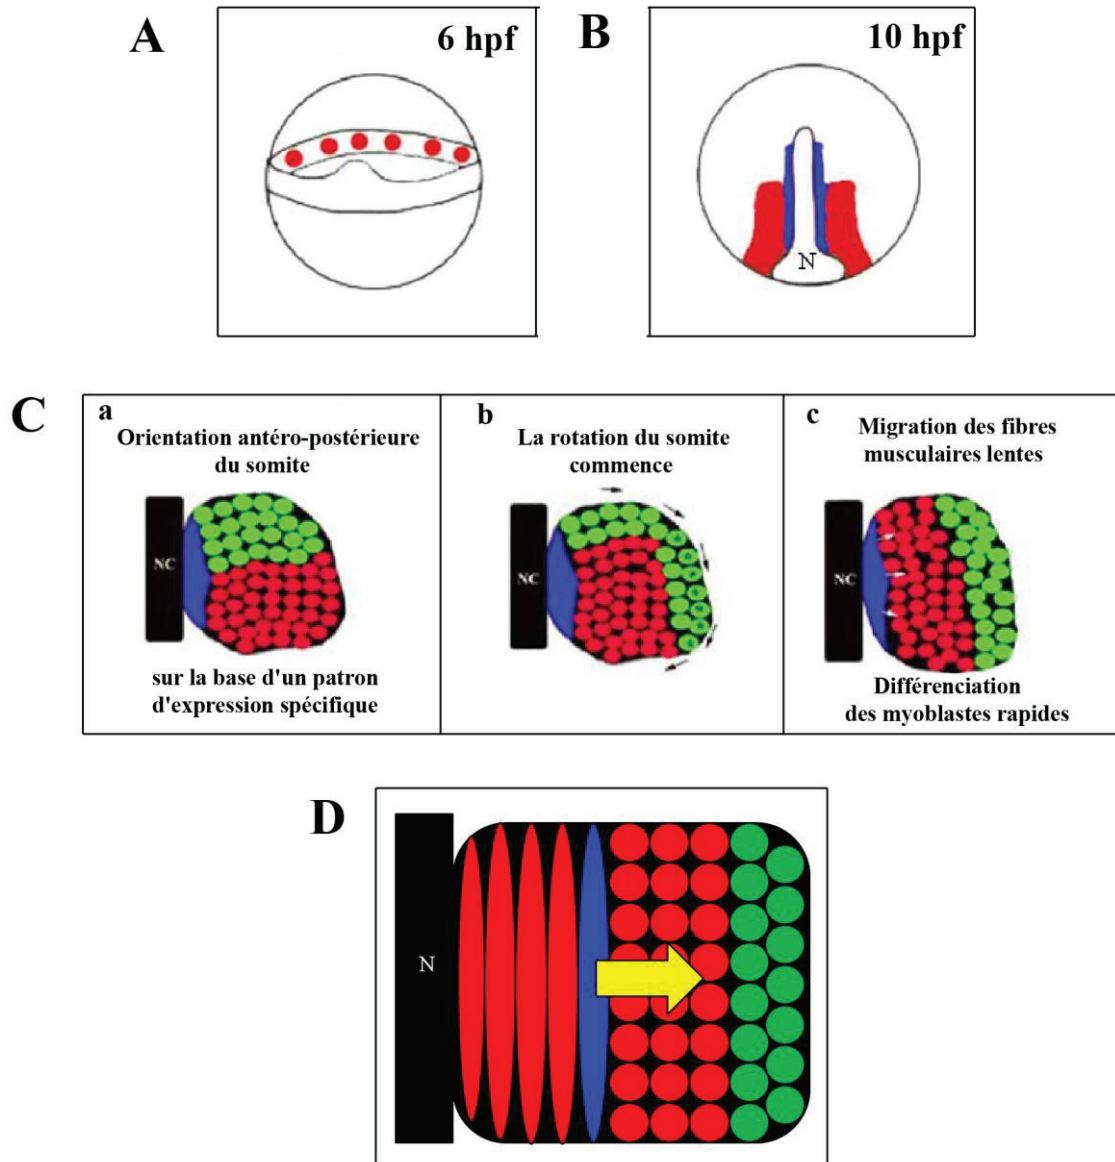 A
6 hpf
B
10 hpf
N
C
a
Orientation antéro-postérieure
du somite
NC
sur la base d'un patron
d'expression spécifique
b
La rotation du somite
commence
NC
c
Migration des fibres
musculaires lentes
NC
Différenciation
des myoblastes rapides
D
N